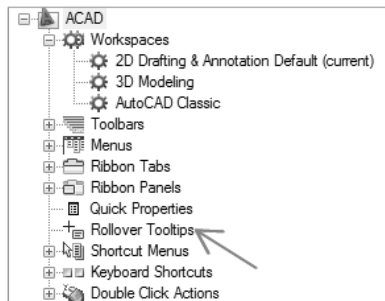 ACAD
Workspaces
2D Drafting & Annotation Default (current)
3D Modeling
AutoCAD Classic
Toolbars
Menus
Ribbon Tabs
Ribbon Panels
Quick Properties
Rollover Tooltips
Shortcut Menus
Keyboard Shortcuts
Double Click Actions